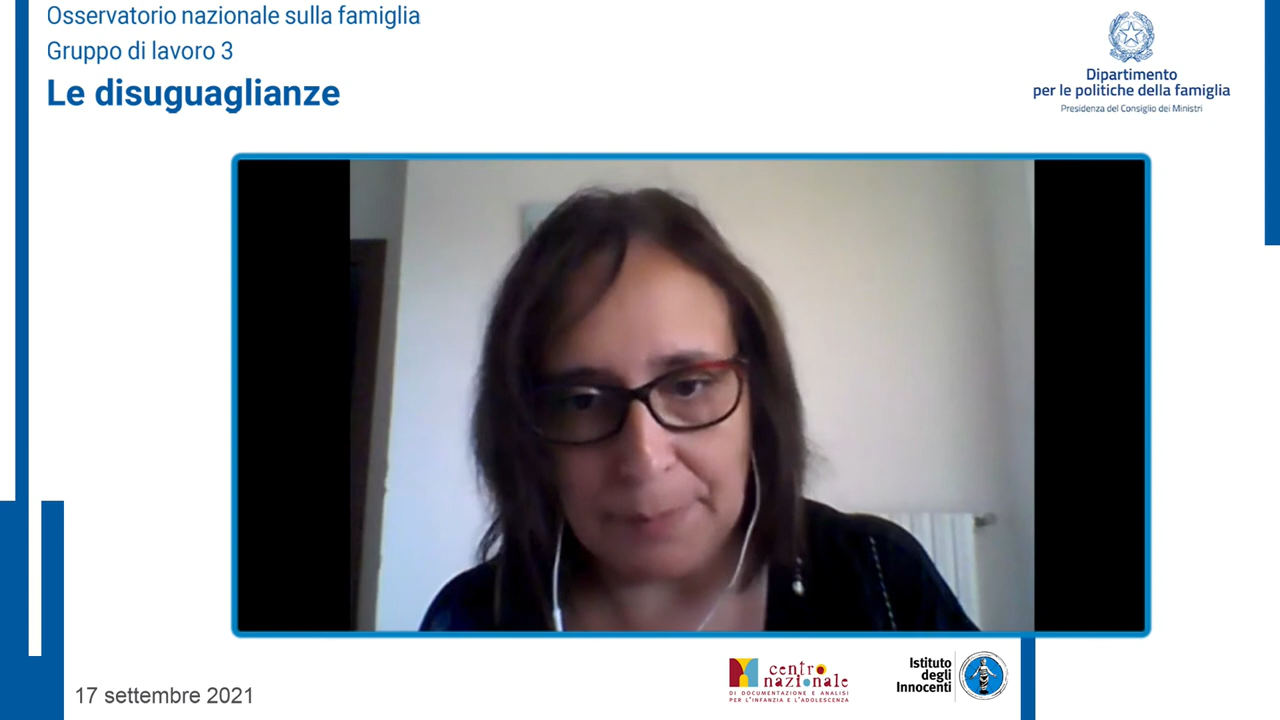 Osservatorio nazionale sulla famiglia
Gruppo di lavoro 3
Le disuguaglianze
Dipartimento
per le politiche della famiglia
Presidenza del Consiglio dei Ministri
17 settembre 2021
centro
nazionale
DI DOCUMENTAZIONE E ANALISI
PER L'INFANZIA E L'ADOLESCENZA
Istituto
degli
Innocenti